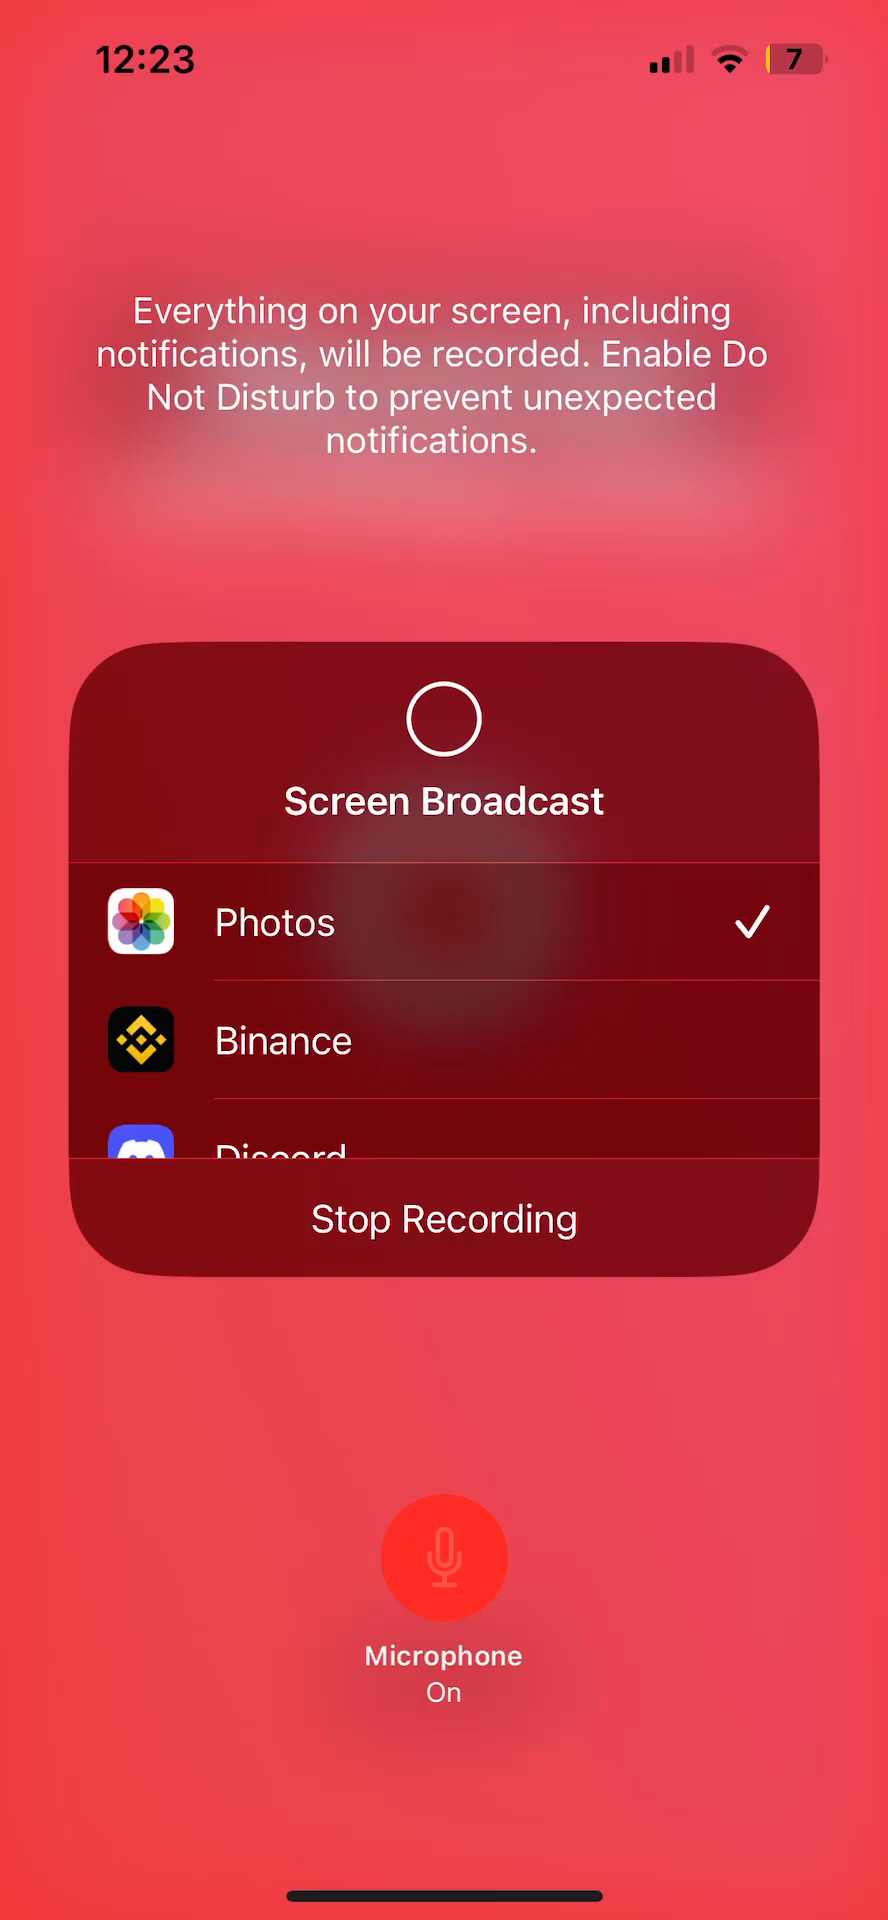 12:23
7
Everything on your screen, including
notifications, will be recorded. Enable Do
Not Disturb to prevent unexpected
notifications.
Screen Broadcast
Photos
Binance
Discord
Stop Recording
Microphone
On